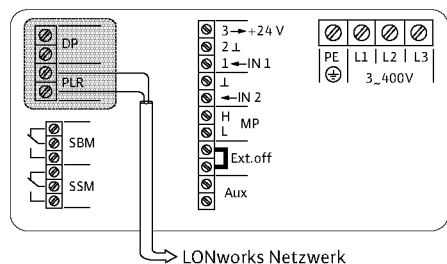 DP
PLR
SBM
SSM
3 → +24 V
2 ⊥
1 ← IN 1
⊥
← IN 2
H
L
MP
Ext.off
Aux
PE L1 L2 L3
3~400V
LONworks Netzwerk